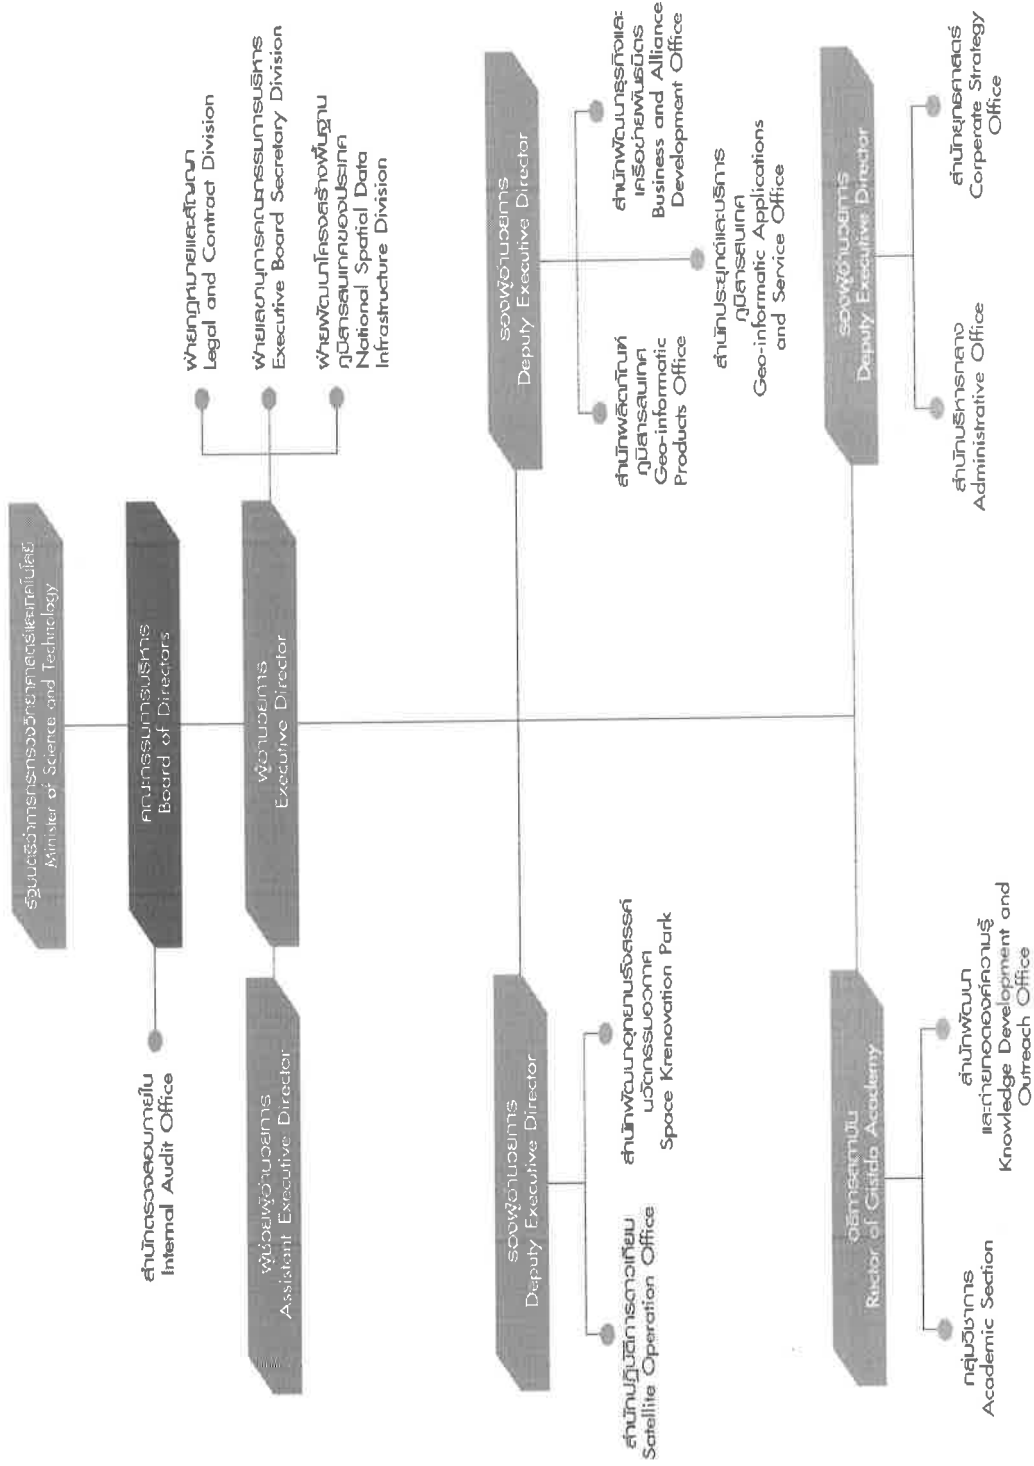 รัฐมนตรีว่าการกระทรวงวิทยาศาสตร์และเทคโนโลยี
Minister of Science and Technology
สำนักตรวจสอบภายใน
Internal Audit Office
คณะกรรมการบริหาร
Board of Directors
ผู้ช่วยผู้อำนวยการ
Assistant Executive Director
ผู้อำนวยการ
Executive Director
ฝ่ายกฎหมายและสัญญา
Legal and Contract Division
ฝ่ายเลขานุการคณะกรรมการบริหาร
Executive Board Secretary Division
ฝ่ายพัฒนาโครงสร้างพื้นฐาน
ภูมิสารสนเทศของประเทศ
National Spatial Data
Infrastructure Division
รองผู้อำนวยการ
Deputy Executive Director
สำนักปฏิบัติการดาวเทียม
Satellite Operation Office
สำนักพัฒนาอุทยานรังสรรค์
นวัตกรรมอวกาศ
Space Krenovation Park
รองผู้อำนวยการ
Deputy Executive Director
สำนักผลิตภัณฑ์
ภูมิสารสนเทศ
Geo-informatic
Products Office
สำนักประยุกต์และบริการ
ภูมิสารสนเทศ
Geo-informatic Applications
and Service Office
สำนักพัฒนาธุรกิจและ
เครือข่ายพันธมิตร
Business and Alliance
Development Office
อธิการสถาบัน
Rector of Gistda Academy
กลุ่มวิชาการ
Academic Section
สำนักพัฒนา
และถ่ายทอดองค์ความรู้
Knowledge Development and
Outreach Office
รองผู้อำนวยการ
Deputy Executive Director
สำนักบริหารกลาง
Administrative Office
สำนักยุทธศาสตร์
Corperate Strategy
Office